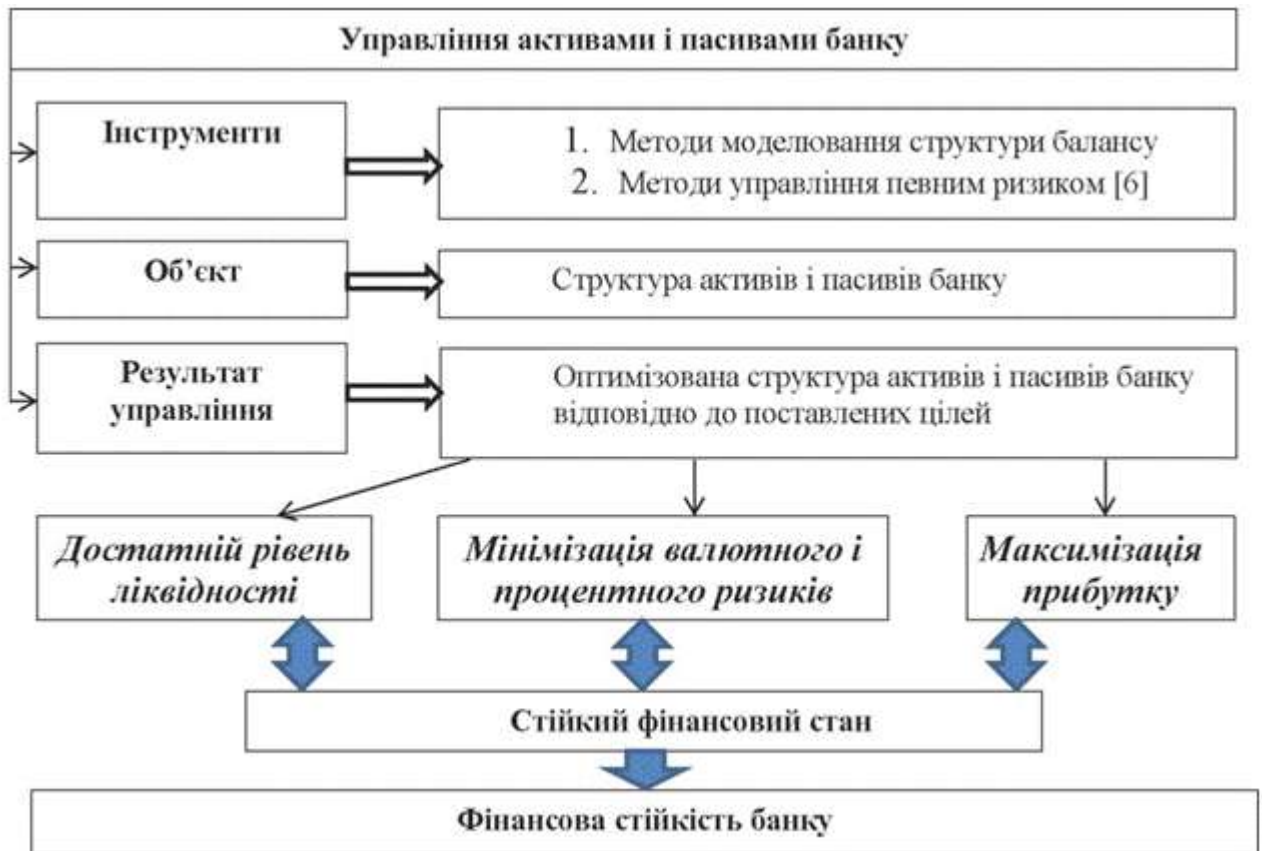 Управління активами і пасивами банку
Інструменти
1. Методи моделювання структури балансу
2. Методи управління певним ризиком [6]
Об’єкт
Структура активів і пасивів банку
Результат
управління
Оптимізована структура активів і пасивів банку
відповідно до поставлених цілей
Достатній рівень
ліквідності
Мінімізація валютного і
процентного ризиків
Максимізація
прибутку
Стійкий фінансовий стан
Фінансова стійкість банку